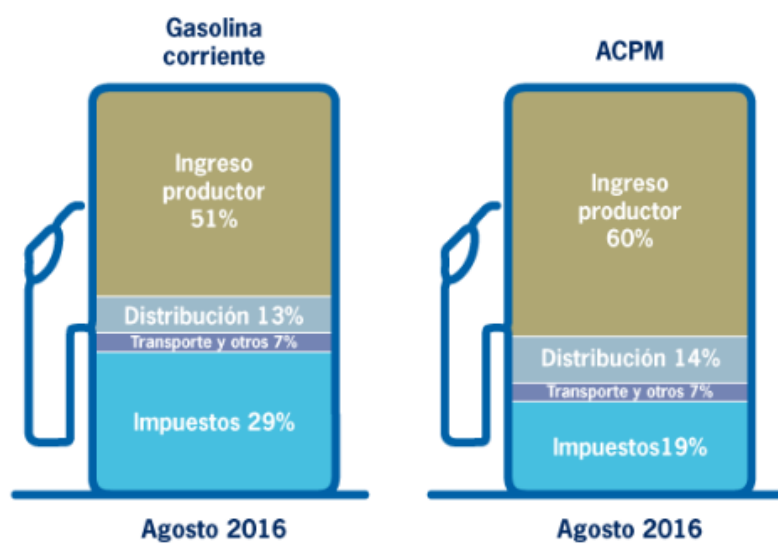 Gasolina
corriente
Ingreso
productor
51%
Distribución 13%
Transporte y otros 7%
Impuestos 29%
Agosto 2016
ACPM
Ingreso
productor
60%
Distribución 14%
Transporte y otros 7%
Impuestos19%
Agosto 2016